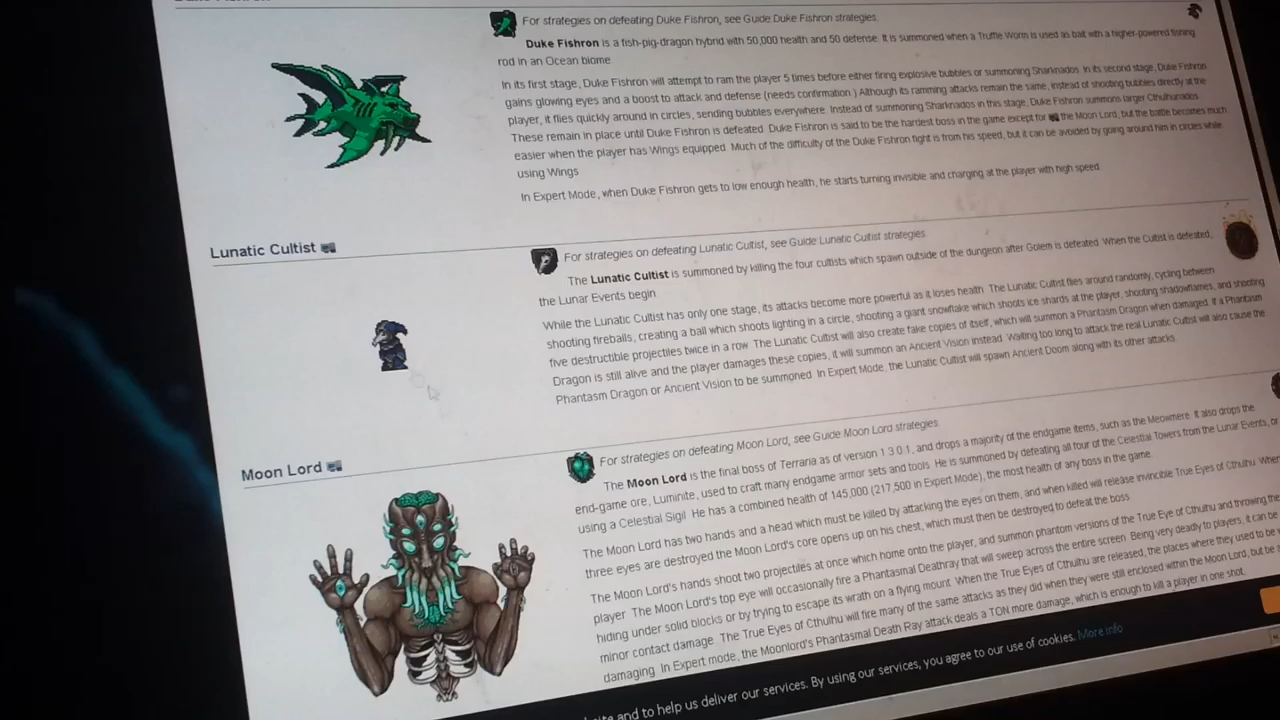 For strategies on defeating Duke Fishron, see Guide:Duke Fishron strategies.
Duke Fishron is a fish-pig-dragon hybrid with 50,000 health and 50 defense. It is summoned when a Truffle Worm is used as bait with a higher-powered fishing
rod in an Ocean biome.
In its first stage, Duke Fishron will attempt to ram the player 5 times before either firing explosive bubbles or summoning Sharknados. In its second stage, Duke Fishron
gains glowing eyes and a boost to attack and defense (needs confirmation.) Although its ramming attacks remain the same, instead of shooting bubbles directly at the
player, it flies quickly around in circles, sending bubbles everywhere. Instead of summoning Sharknados in this stage, Duke Fishron summons larger Cthulhunados.
These remain in place until Duke Fishron is defeated. Duke Fishron is said to be the hardest boss in the game except for the Moon Lord, but the battle becomes much
easier when the player has Wings equipped. Much of the difficulty of the Duke Fishron fight is from his speed, but it can be avoided by going around him in circles while
using Wings.
In Expert Mode, when Duke Fishron gets to low enough health, he starts turning invisible and charging at the player with high speed.
Lunatic Cultist
For strategies on defeating Lunatic Cultist, see Guide:Lunatic Cultist strategies.
The Lunatic Cultist is summoned by killing the four cultists which spawn outside of the dungeon after Golem is defeated. When the Cultist is defeated,
the Lunar Events begin.
While the Lunatic Cultist has only one stage, its attacks become more powerful as it loses health. The Lunatic Cultist flies around randomly, cycling between
shooting fireballs, creating a ball which shoots lighting in a circle, shooting a giant snowflake which shoots ice shards at the player, shooting shadowflames, and shooting
five destructible projectiles twice in a row. The Lunatic Cultist will also create fake copies of itself, which will summon a Phantasm Dragon when damaged. If a Phantasm
Dragon is still alive and the player damages these copies, it will summon an Ancient Vision instead. Waiting too long to attack the real Lunatic Cultist will also cause the
Phantasm Dragon or Ancient Vision to be summoned. In Expert Mode, the Lunatic Cultist will spawn Ancient Doom along with its other attacks.
Moon Lord
For strategies on defeating Moon Lord, see Guide:Moon Lord strategies.
The Moon Lord is the final boss of Terraria as of version 1.3.0.1, and drops a majority of the endgame items, such as the Meowmere. It also drops the
end-game ore, Luminite, used to craft many endgame armor sets and tools. He is summoned by defeating all four of the Celestial Towers from the Lunar Events, or
using a Celestial Sigil. He has a combined health of 145,000 (217,500 in Expert Mode), the most health of any boss in the game.
The Moon Lord has two hands and a head which must be killed by attacking the eyes on them, and when killed will release invincible True Eyes of Cthulhu. When
three eyes are destroyed the Moon Lord's core opens up on his chest, which must then be destroyed to defeat the boss.
The Moon Lord's hands shoot two projectiles at once which home onto the player, and summon phantom versions of the True Eye of Cthulhu and throwing the
player. The Moon Lord's top eye will occasionally fire a Phantasmal Deathray that will sweep across the entire screen. Being very deadly to players, it can be
hiding under solid blocks or by trying to escape its wrath on a flying mount. When the True Eyes of Cthulhu are released, the places where they used to be
minor contact damage. The True Eyes of Cthulhu will fire many of the same attacks as they did when they were still enclosed within the Moon Lord, but
damaging. In Expert mode, the Moonlord's Phantasmal Death Ray attack deals a TON more damage, which is enough to kill a player in one shot.
and to help us deliver our services. By using our services, you agree to our use of cookies. More info